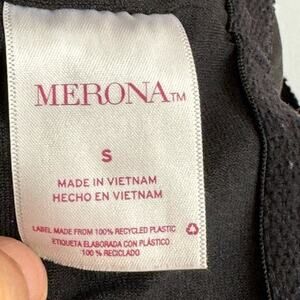 MERONA™
S
MADE IN VIETNAM
HECHO EN VIETNAM
LABEL MADE FROM 100% RECYCLED PLASTIC
ETIQUETA ELABORADA CON PLÁSTICO
100% RECICLADO